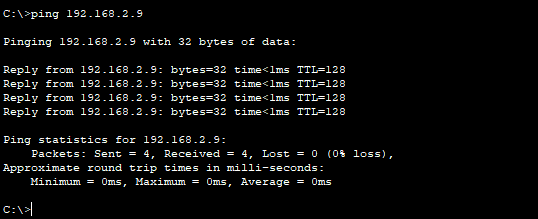 C:\>ping 192.168.2.9
Pinging 192.168.2.9 with 32 bytes of data:
Reply from 192.168.2.9: bytes=32 time<1ms TTL=128
Reply from 192.168.2.9: bytes=32 time<1ms TTL=128
Reply from 192.168.2.9: bytes=32 time<1ms TTL=128
Reply from 192.168.2.9: bytes=32 time<1ms TTL=128
Ping statistics for 192.168.2.9:
    Packets: Sent = 4, Received = 4, Lost = 0 (0% loss),
Approximate round trip times in milli-seconds:
    Minimum = 0ms, Maximum = 0ms, Average = 0ms
C:\>